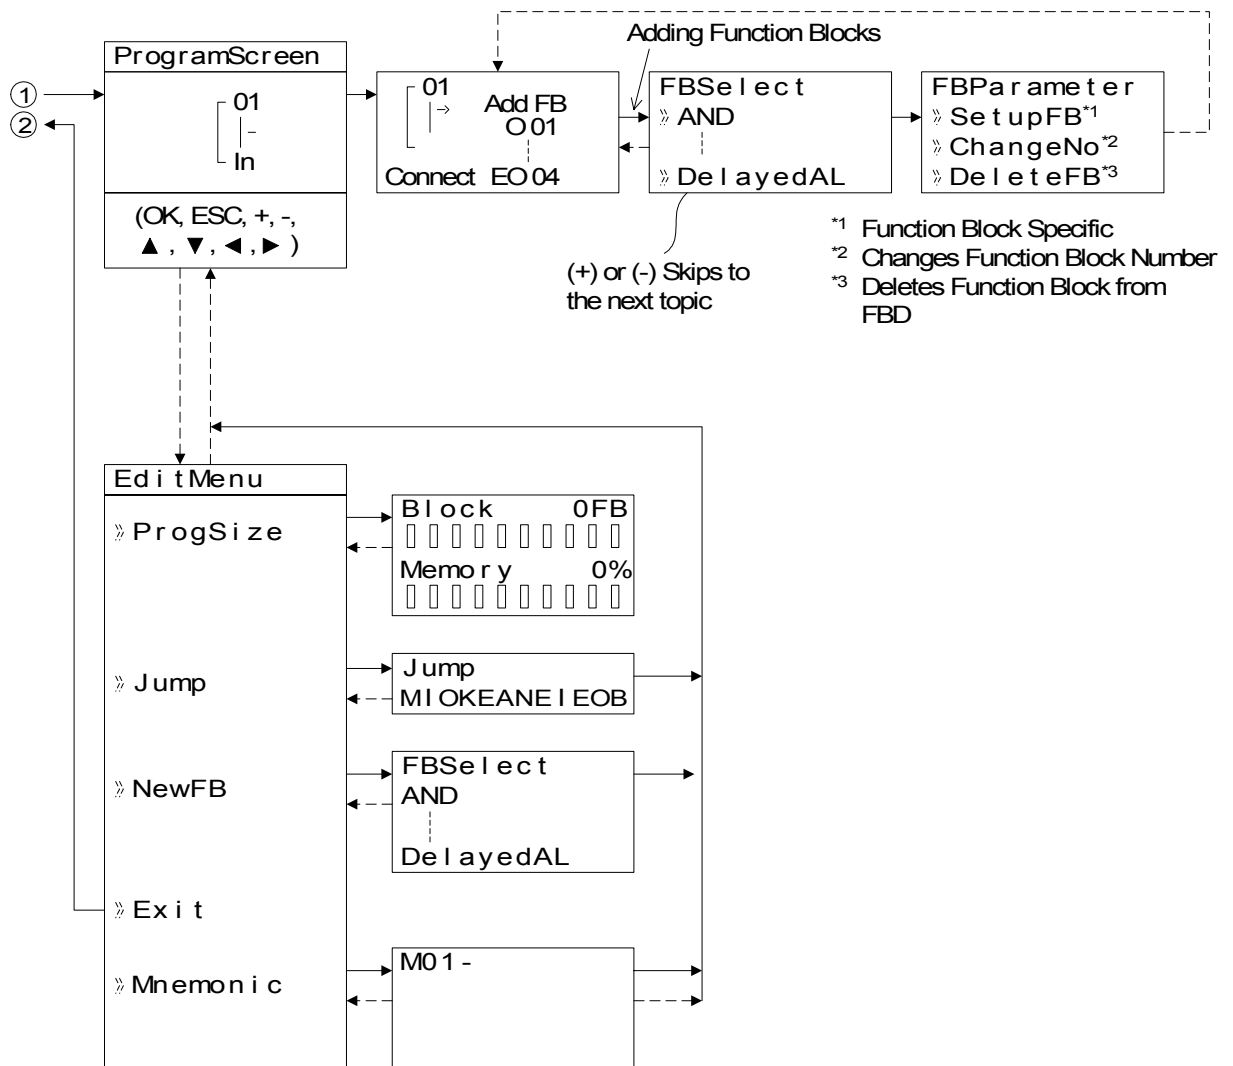 Adding Function Blocks
1
2
ProgramScreen
01
In
(OK, ESC, +, -,
▲, ▼, ◄, ► )
01
Add FB
O 01
Connect EO 04
FBSelect
» AND
» DelayedAL
(+) or (-) Skips to
the next topic
FBParameter
» SetupFB*1
» ChangeNo*2
» DeleteFB*3
*1 Function Block Specific
*2 Changes Function Block Number
*3 Deletes Function Block from
FBD
EditMenu
» ProgSize
Block 0FB
Memory 0%
» Jump
Jump
MIOKEANEIEOB
» NewFB
FBSelect
AND
DelayedAL
» Exit
» Mnemonic
M01-